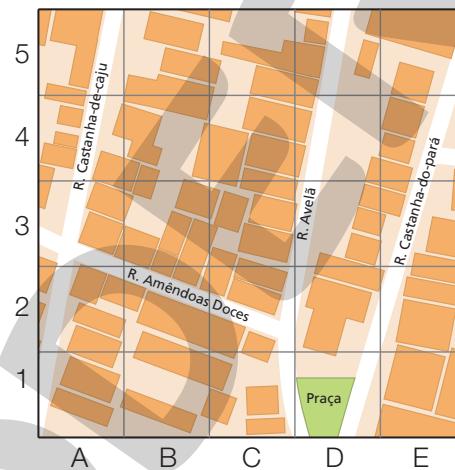 5
4
3
2
1
R. Castanha-de-caju
R. Avelã
R. Castanha-do-pará
R. Amêndoas Doces
Praça
A B C D E